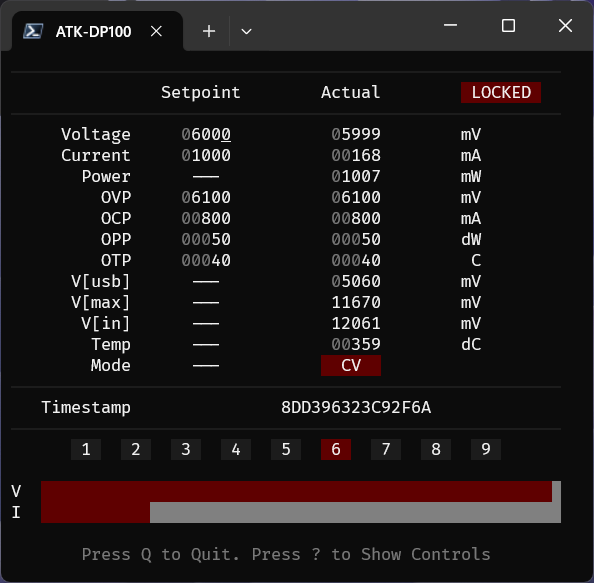 ATK-DP100
Setpoint Actual LOCKED
Voltage 06000 05999 mV
Current 01000 00168 mA
Power --- 01007 mW
OVP 06100 06100 mV
OCP 00800 00800 mA
OPP 00050 00050 dW
OTP 00040 00040 C
V[usb] --- 05060 mV
V[max] --- 11670 mV
V[in] --- 12061 mV
Temp --- 00359 dC
Mode --- CV
Timestamp 8DD396323C92F6A
1 2 3 4 5 6 7 8 9
V
I
Press Q to Quit. Press ? to Show Controls